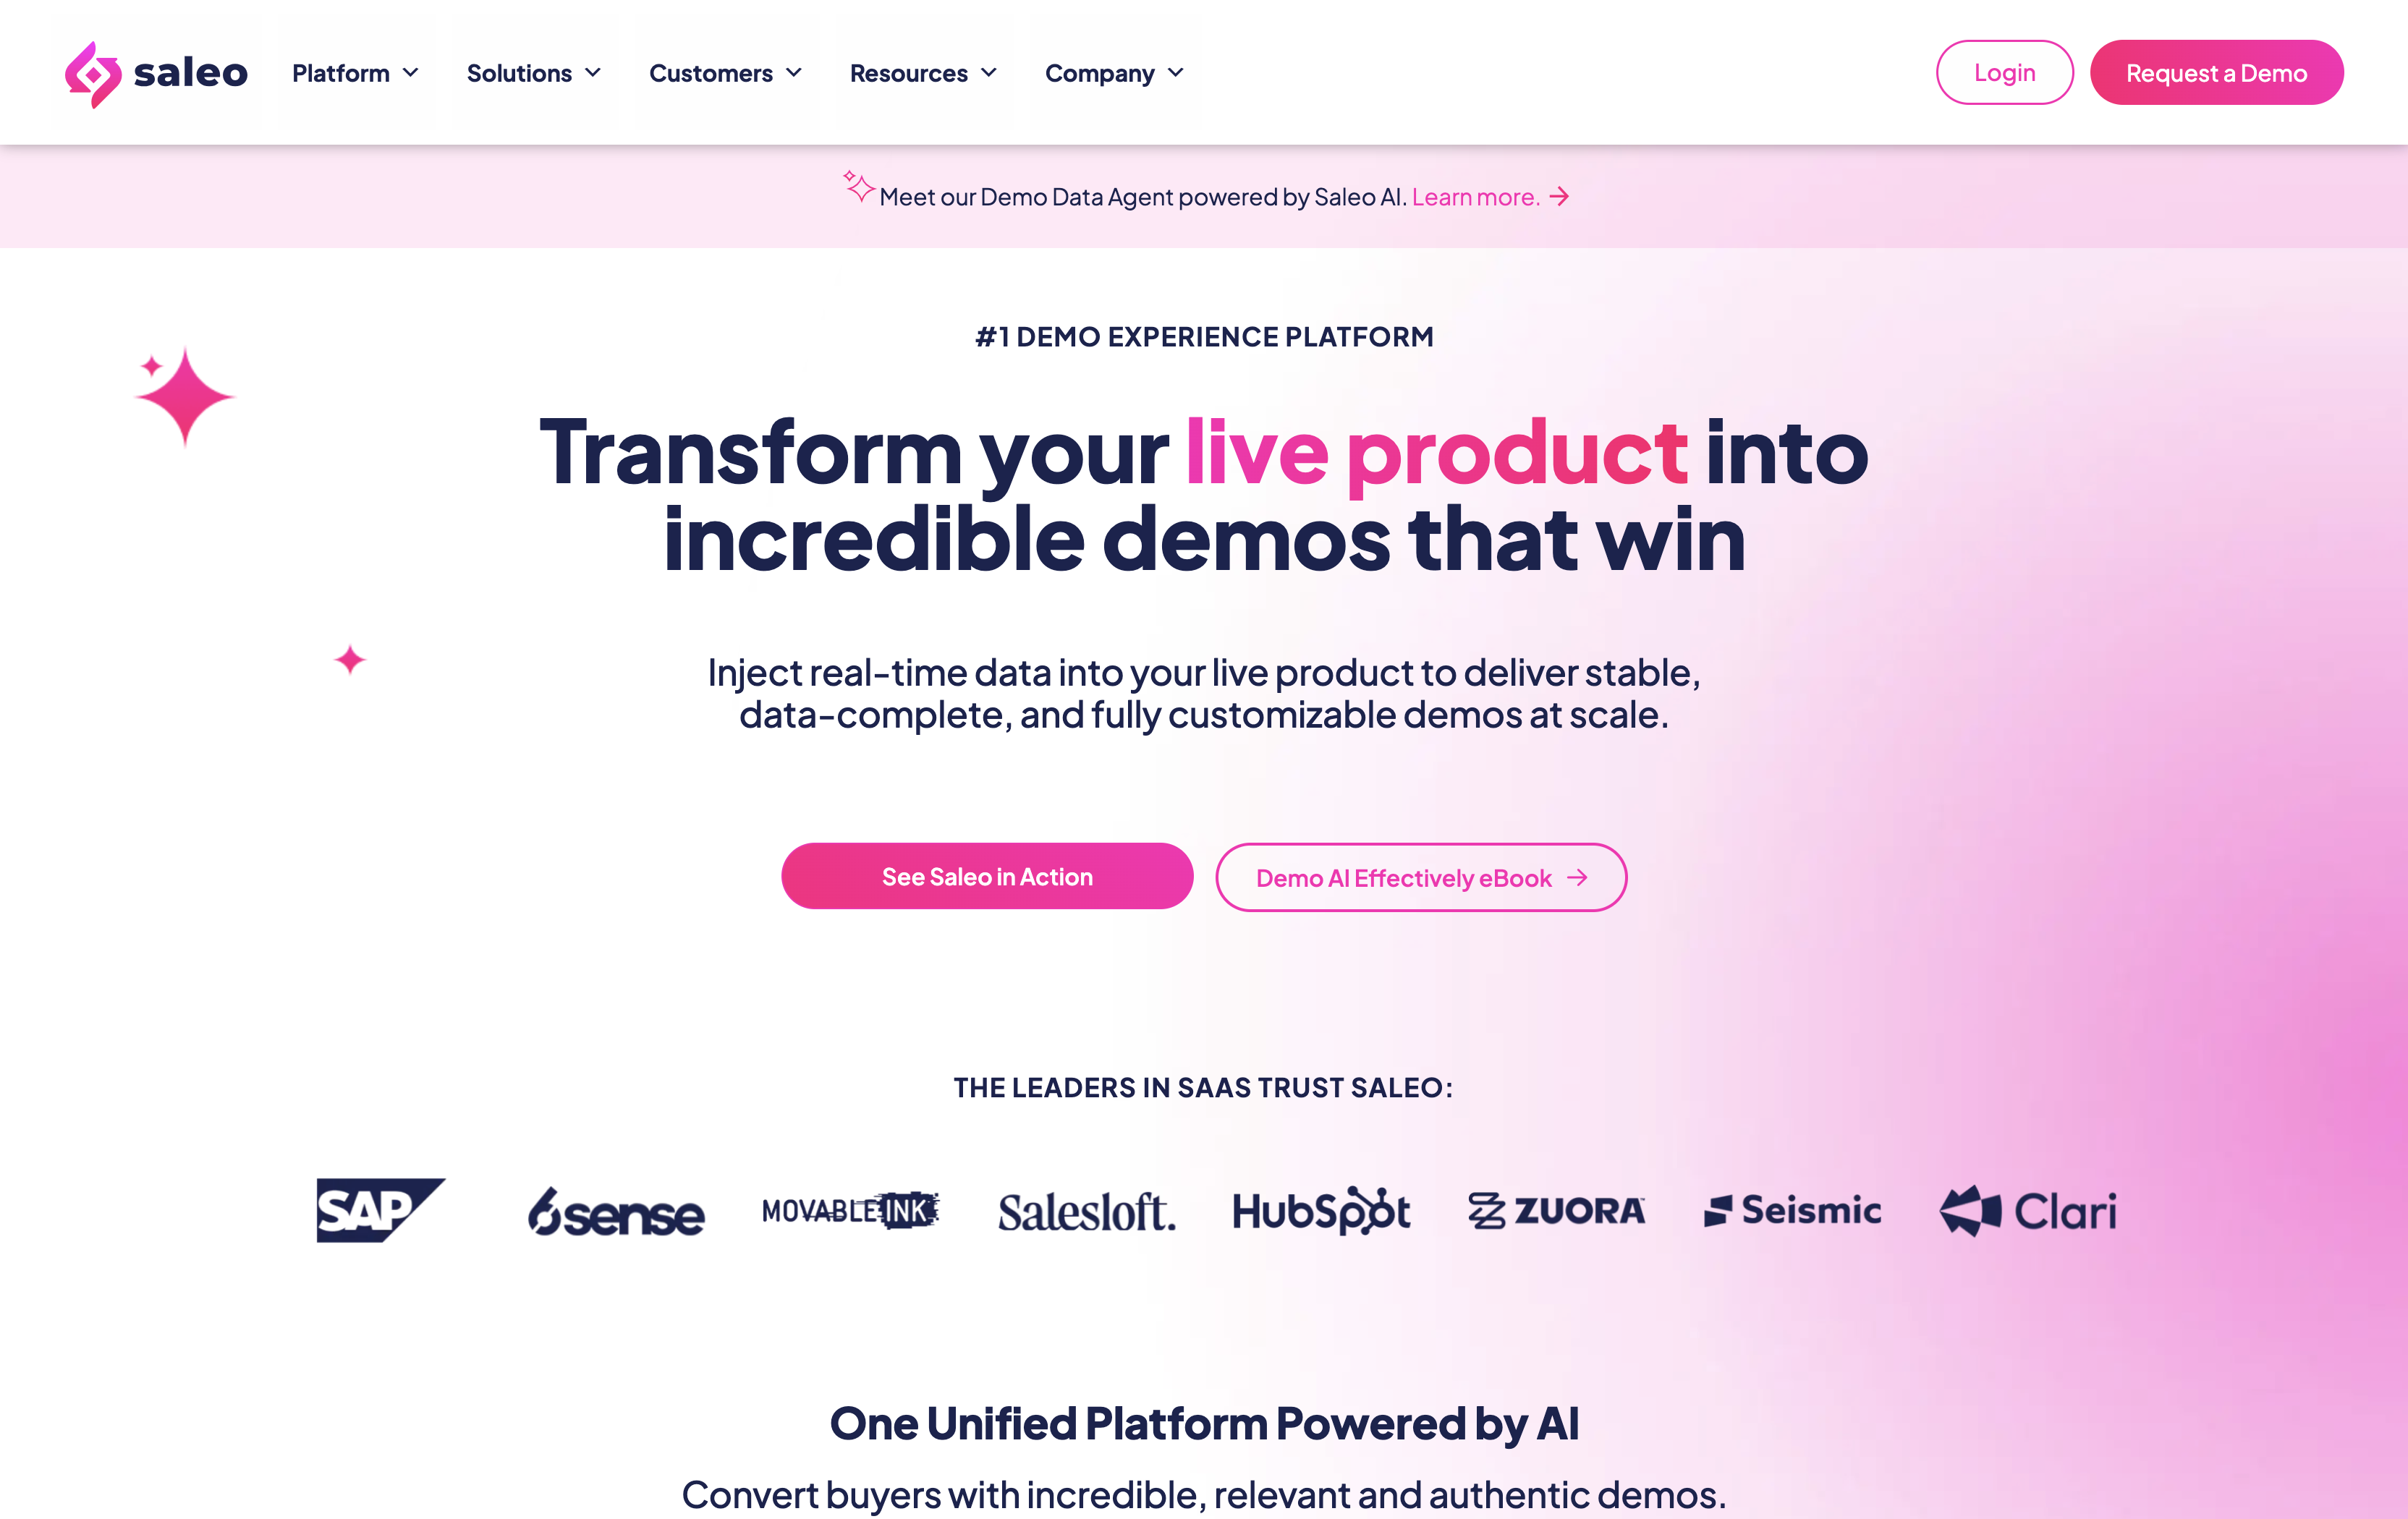 saleo Platform Solutions Customers Resources Company Login Request a Demo
Meet our Demo Data Agent powered by Saleo AI. Learn more. →
#1 DEMO EXPERIENCE PLATFORM
Transform your live product into
incredible demos that win
Inject real-time data into your live product to deliver stable,
data-complete, and fully customizable demos at scale.
See Saleo in Action Demo AI Effectively eBook →
THE LEADERS IN SAAS TRUST SALEO:
SAP 6sense MOVABLE INK Salesloft. HubSpot ZUORA Seismic Clari
One Unified Platform Powered by AI
Convert buyers with incredible, relevant and authentic demos.